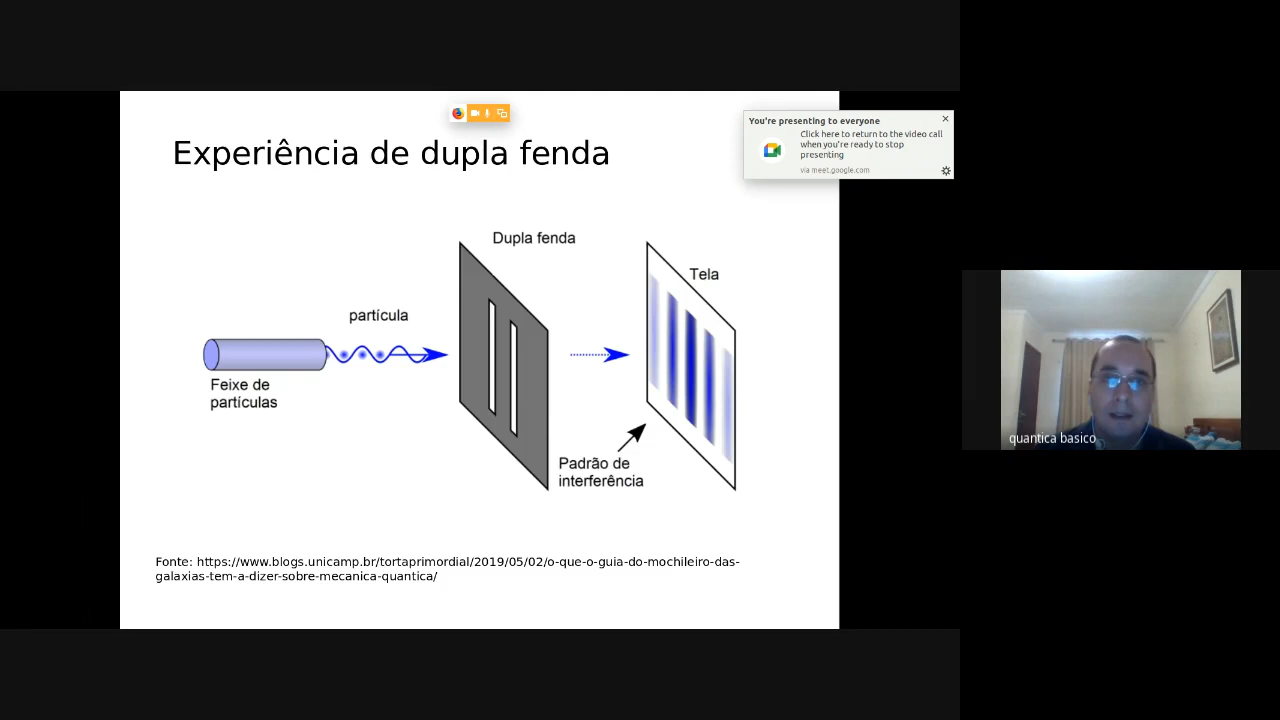 Experiência de dupla fenda
You're presenting to everyone
Click here to return to the video call
when you're ready to stop
presenting
via meet.google.com
Dupla fenda
Tela
partícula
Feixe de
partículas
Padrão de
interferência
quantica basico
Fonte: https://www.blogs.unicamp.br/tortaprimordial/2019/05/02/o-que-o-guia-do-mochileiro-das-
galaxias-tem-a-dizer-sobre-mecanica-quantica/